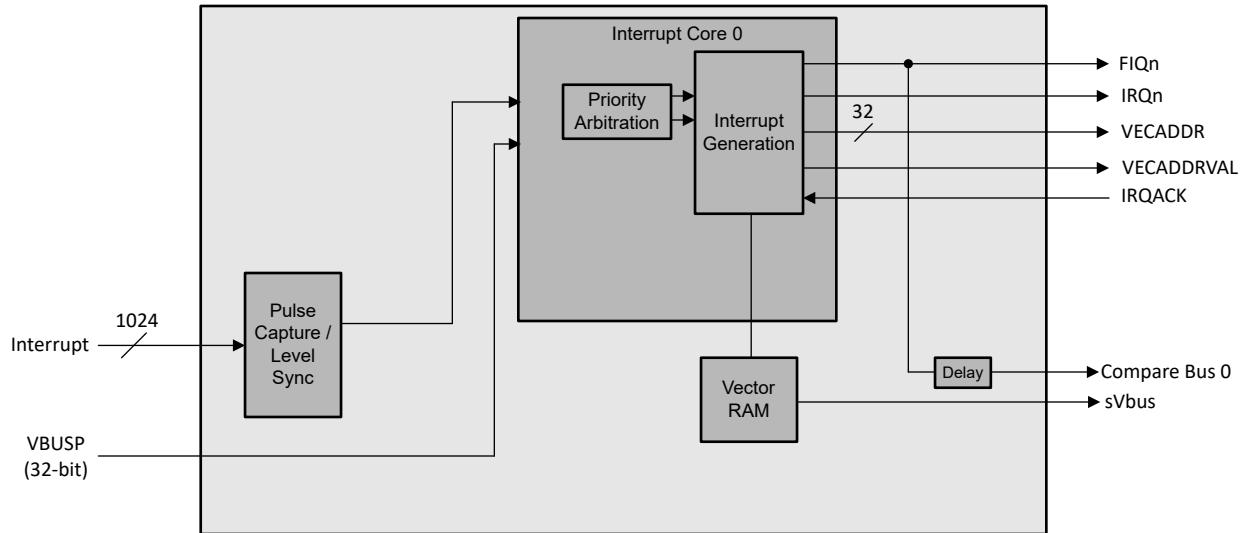 Interrupt Core 0
Priority
Arbitration
Interrupt
Generation
32
FIQn
IRQn
VECADDR
VECADDRVAL
IRQACK
Pulse
Capture /
Level
Sync
1024
Interrupt
VBUSP
(32-bit)
Vector
RAM
Delay
Compare Bus 0
sVbus